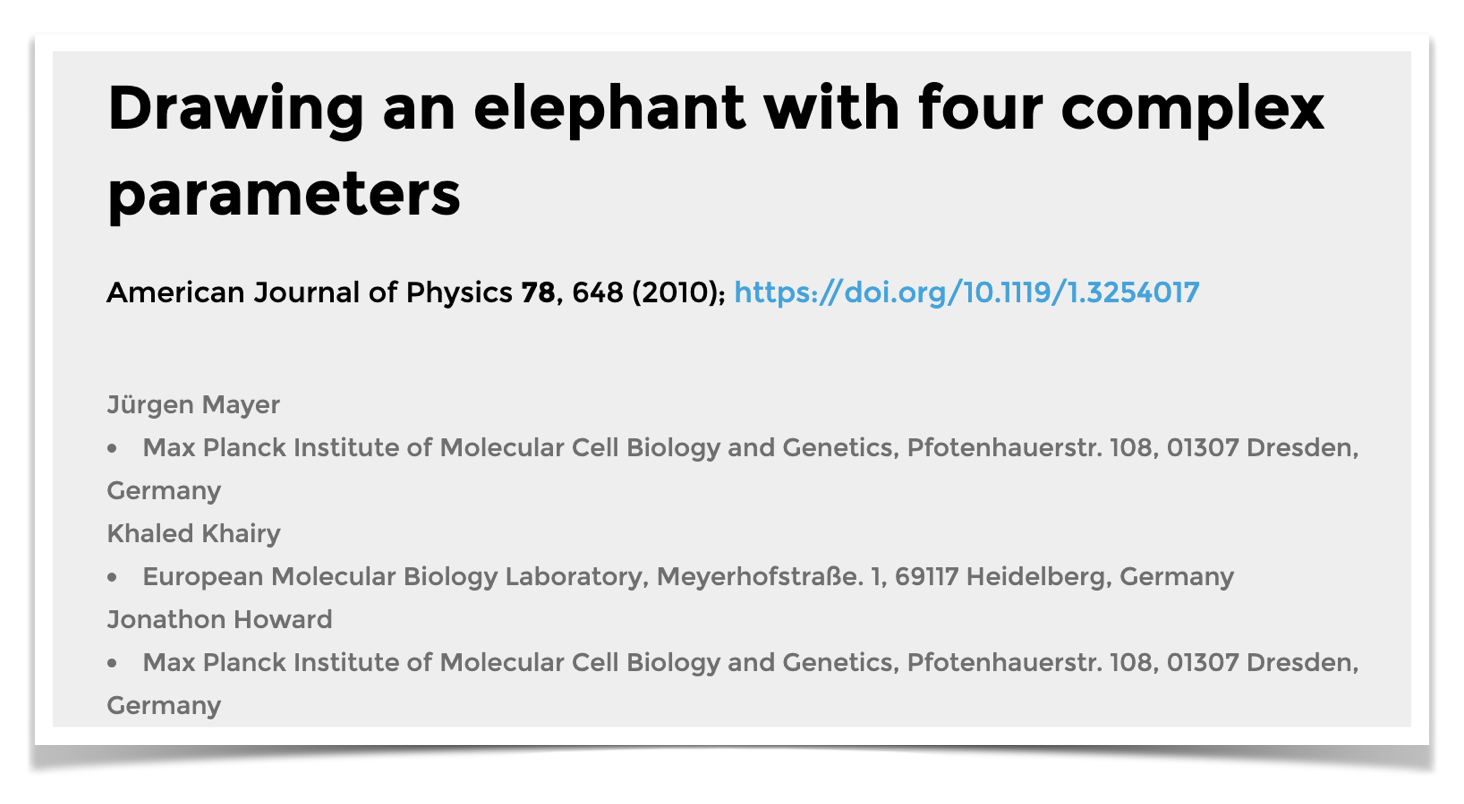 Drawing an elephant with four complex
parameters
American Journal of Physics 78, 648 (2010); https://doi.org/10.1119/1.3254017
Jürgen Mayer
• Max Planck Institute of Molecular Cell Biology and Genetics, Pfotenhauerstr. 108, 01307 Dresden,
Germany
Khaled Khairy
• European Molecular Biology Laboratory, Meyerhofstraße. 1, 69117 Heidelberg, Germany
Jonathon Howard
• Max Planck Institute of Molecular Cell Biology and Genetics, Pfotenhauerstr. 108, 01307 Dresden,
Germany